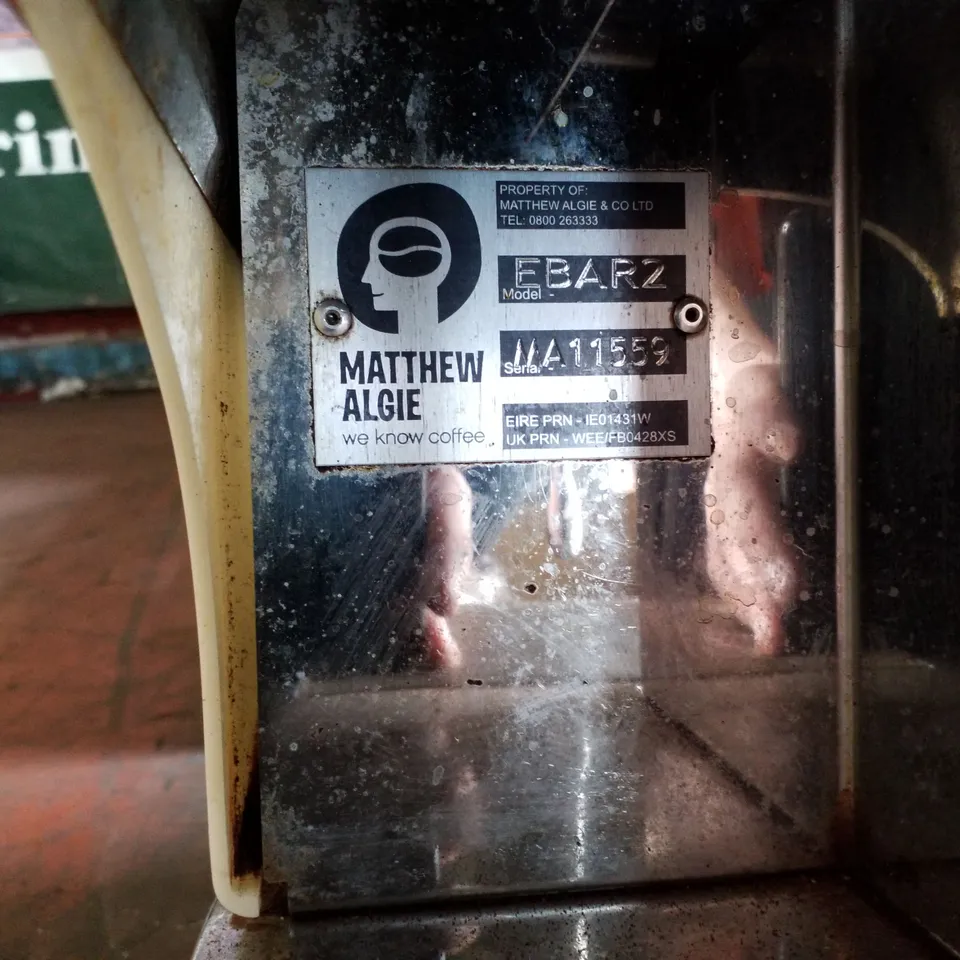 rin
PROPERTY OF:
MATTHEW ALGIE & CO LTD
TEL: 0800 263333
EBAR2
Model -
MA11559
Serial
MATTHEW
ALGIE
we know coffee
EIRE PRN - IE01431W
UK PRN - WEE/FB0428XS